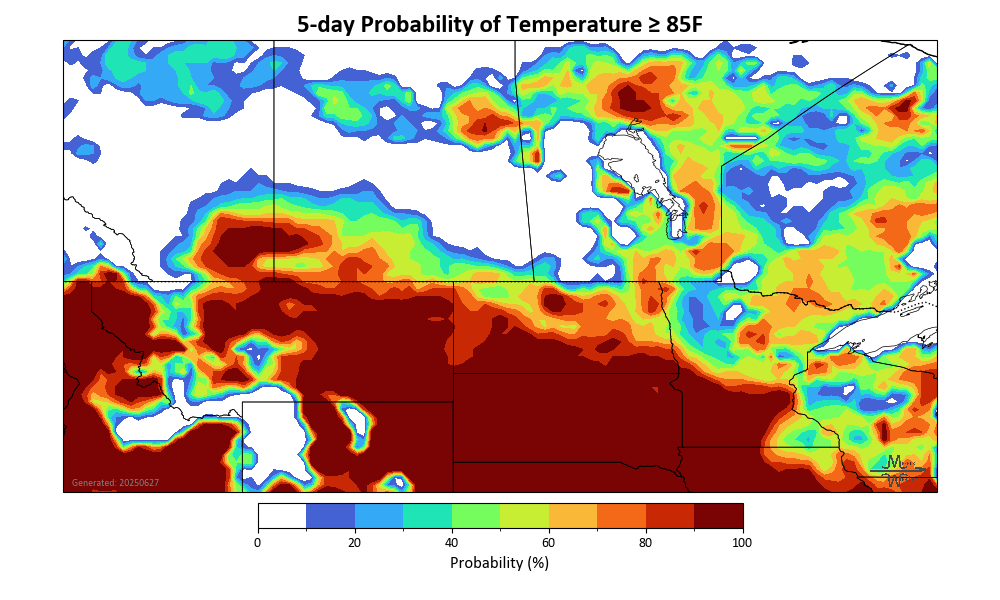 5-day Probability of Temperature ≥ 85F
Generated: 20250627
0 20 40 60 80 100
Probability (%)